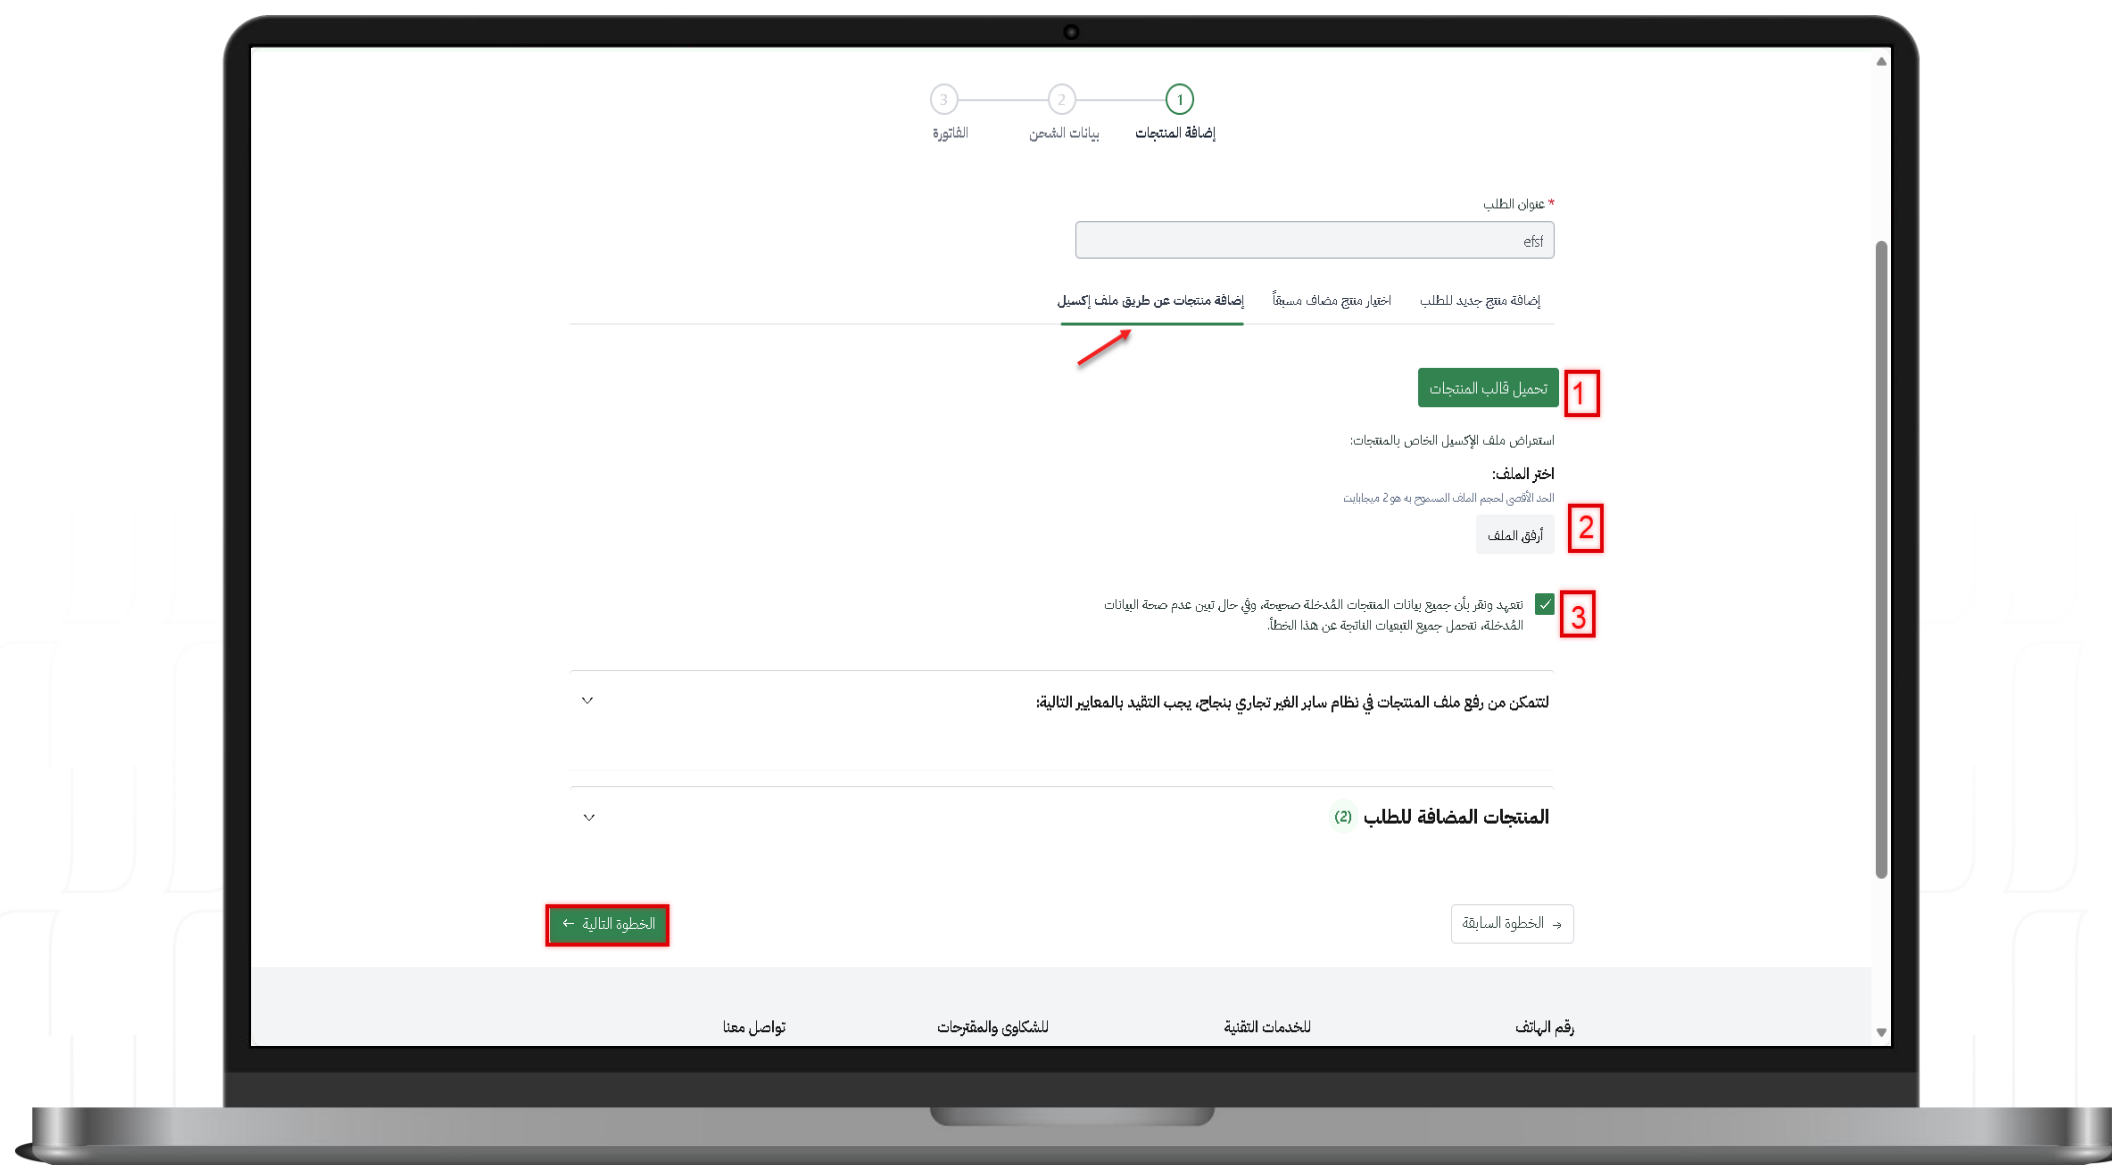 1 2 3
إضافة المنتجات بيانات الشحن الفاتورة
* عنوان الطلب
efsf
إضافة منتج جديد للطلب اختيار منتج مضاف مسبقاً إضافة منتجات عن طريق ملف إكسيل
تحميل قالب المنتجات 1
استعراض ملف الإكسيل الخاص بالمنتجات:
اختر الملف:
الحد الأقصى لحجم الملف المسموح به هو 2 ميجابايت
أرفق الملف 2
3 نتعهد ونقر بأن جميع بيانات المنتجات المُدخلة صحيحة، وفي حال تبين عدم صحة البيانات
المُدخلة، نتحمل جميع التبعيات الناتجة عن هذا الخطأ.
لتتمكن من رفع ملف المنتجات في نظام سابر الغير تجاري بنجاح، يجب التقيد بالمعايير التالية:
المنتجات المضافة للطلب (2)
→ الخطوة السابقة الخطوة التالية ←
رقم الهاتف للخدمات التقنية للشكاوى والمقترحات تواصل معنا